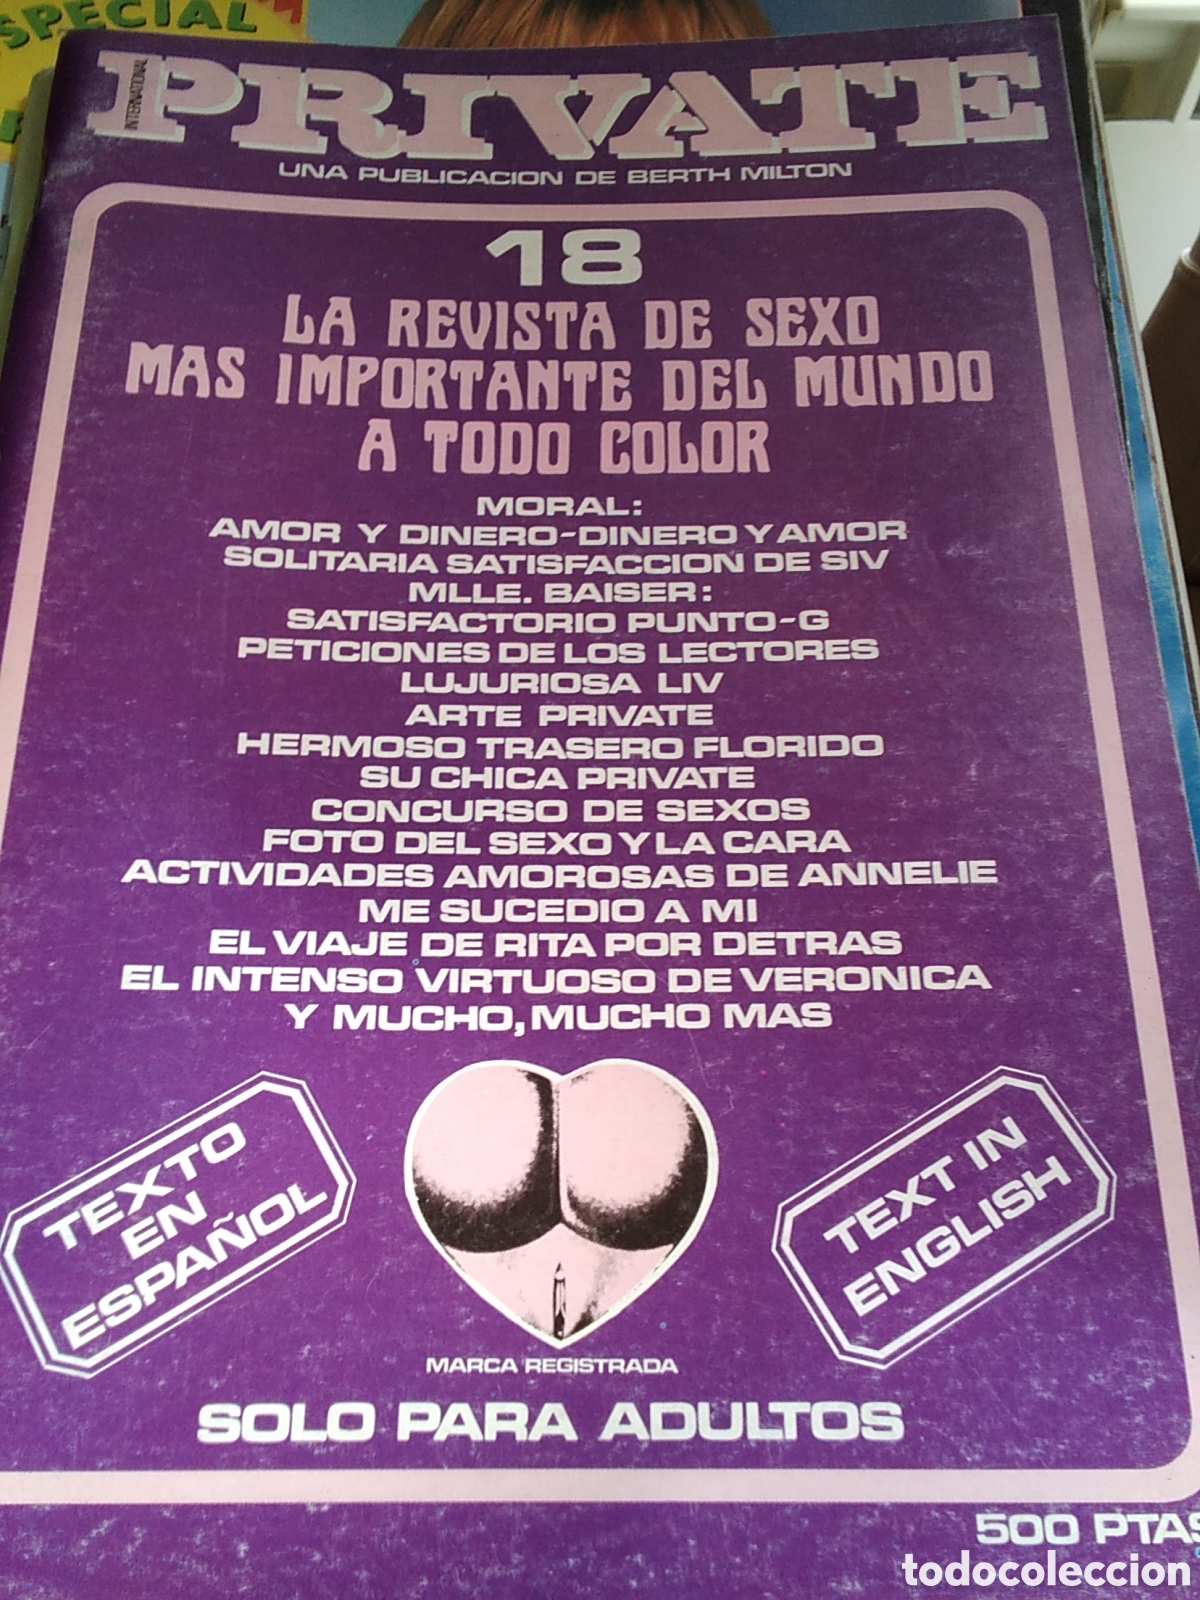 SPECIAL
INTERNATIONAL
PRIVATE
UNA PUBLICACION DE BERTH MILTON
18
LA REVISTA DE SEXO
MAS IMPORTANTE DEL MUNDO
A TODO COLOR
MORAL:
AMOR Y DINERO-DINERO Y AMOR
SOLITARIA SATISFACCION DE SIV
MLLE. BAISER:
SATISFACTORIO PUNTO-G
PETICIONES DE LOS LECTORES
LUJURIOSA LIV
ARTE PRIVATE
HERMOSO TRASERO FLORIDO
SU CHICA PRIVATE
CONCURSO DE SEXOS
FOTO DEL SEXO Y LA CARA
ACTIVIDADES AMOROSAS DE ANNELIE
ME SUCEDIO A MI
EL VIAJE DE RITA POR DETRAS
EL INTENSO VIRTUOSO DE VERONICA
Y MUCHO, MUCHO MAS
TEXTO
EN
ESPAÑOL
TEXT IN
ENGLISH
MARCA REGISTRADA
SOLO PARA ADULTOS
500 PTAS
todocoleccion